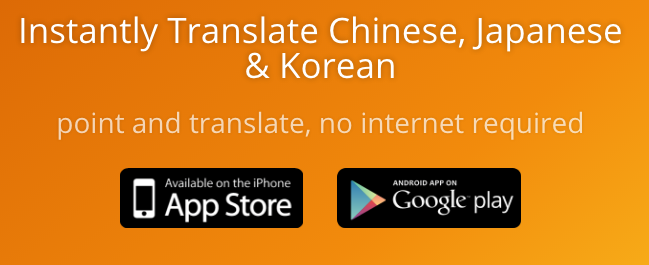 Instantly Translate Chinese, Japanese
& Korean
point and translate, no internet required
Available on the iPhone
App Store
ANDROID APP ON
Google play